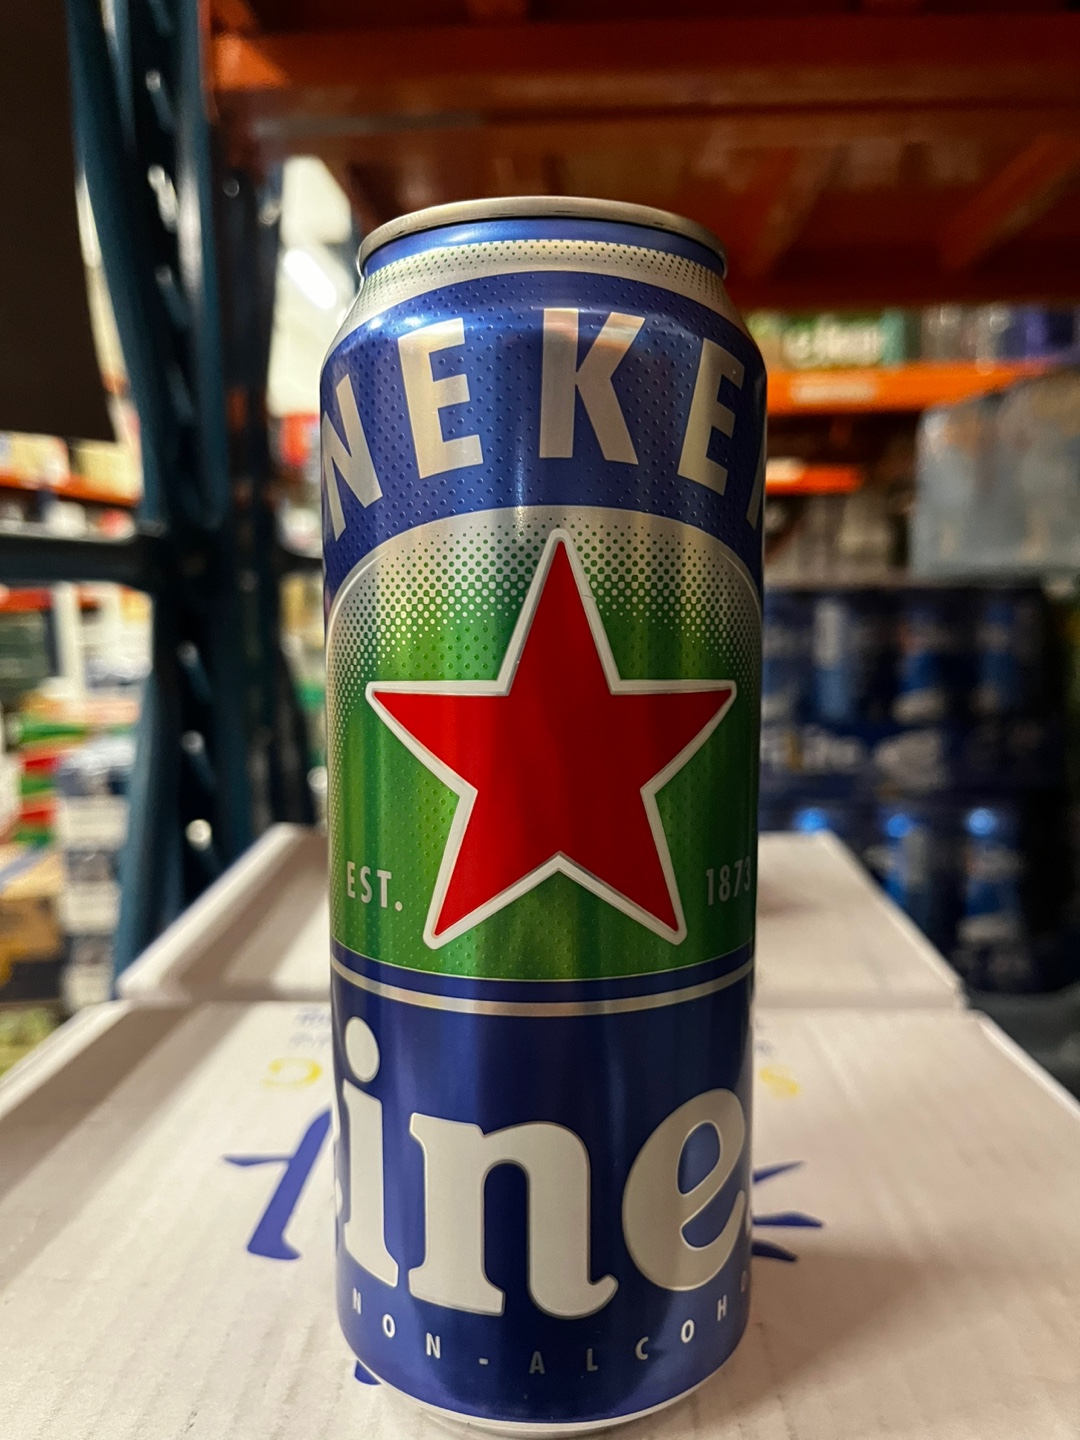 NEKE
EST. 1873
ine
NON-ALCOHO